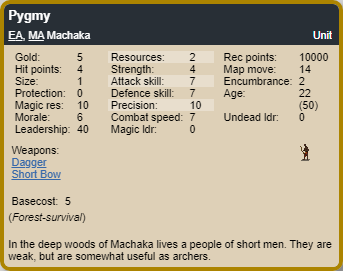 Pygmy
EA, MA Machaka Unit
Gold: 5 Resources: 2 Rec points: 10000
Hit points: 4 Strength: 4 Map move: 14
Size: 1 Attack skill: 7 Encumbrance: 2
Protection: 0 Defence skill: 7 Age: 22
Magic res: 10 Precision: 10 (50)
Morale: 6 Combat speed: 7 Undead ldr: 0
Leadership: 40 Magic ldr: 0
Weapons:
Dagger
Short Bow
Basecost: 5
(Forest-survival)
In the deep woods of Machaka lives a people of short men. They are
weak, but are somewhat useful as archers.